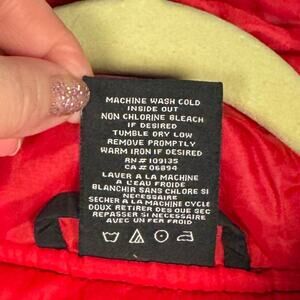 MACHINE WASH COLD
INSIDE OUT
NON CHLORINE BLEACH
IF DESIRED
TUMBLE DRY LOW
REMOVE PROMPTLY
WARM IRON IF DESIRED
RN# 109135
CA# 06894
LAVER A LA MACHINE
A L'EAU FROIDE
BLANCHIR SANS CHLORE SI
NECESSAIRE
SECHER A LA MACHINE CYCLE
DOUX RETIRER DES QUE SEC
REPASSER SI NECESSAIRE
AVEC UN FER FROID